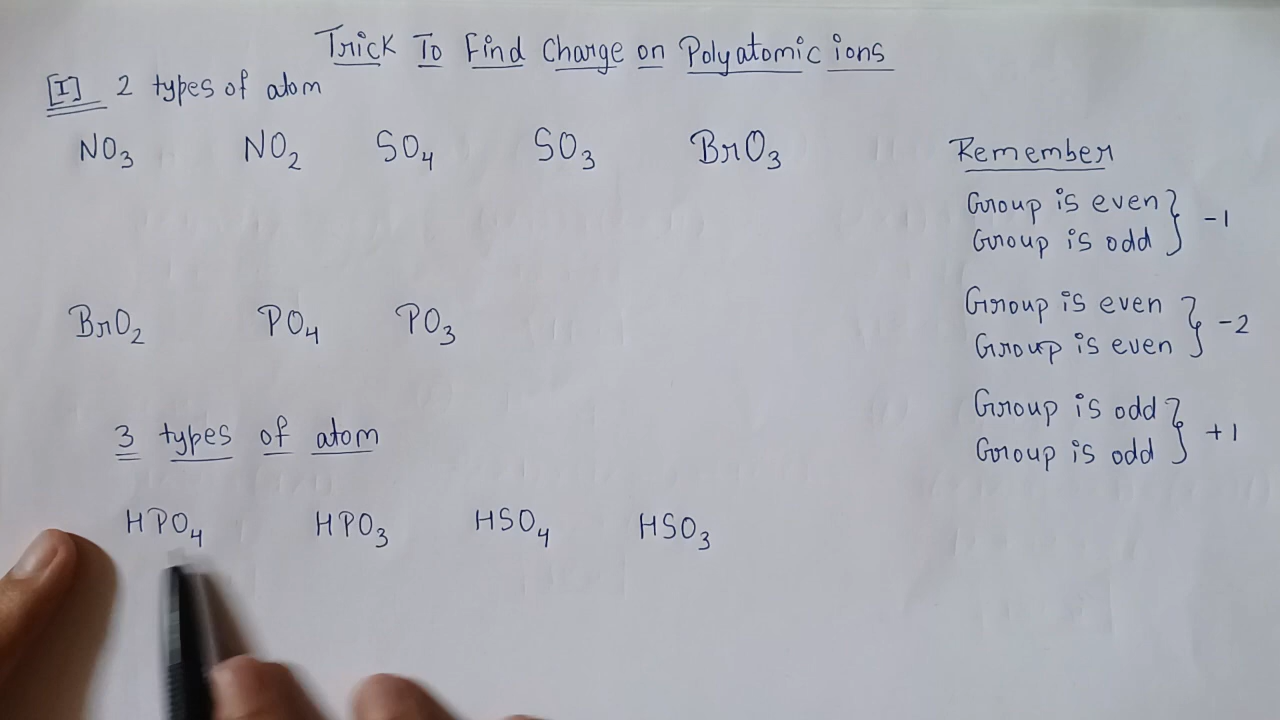 Trick To Find Charge on Polyatomic ions
[I] 2 types of atom
NO₃ NO₂ SO₄ SO₃ BrO₃
Remember
Group is even
Group is odd } -1
Group is even
Group is even } -2
BrO₂ PO₄ PO₃
Group is odd
Group is odd } +1
3 types of atom
HPO₄ HPO₃ HSO₄ HSO₃